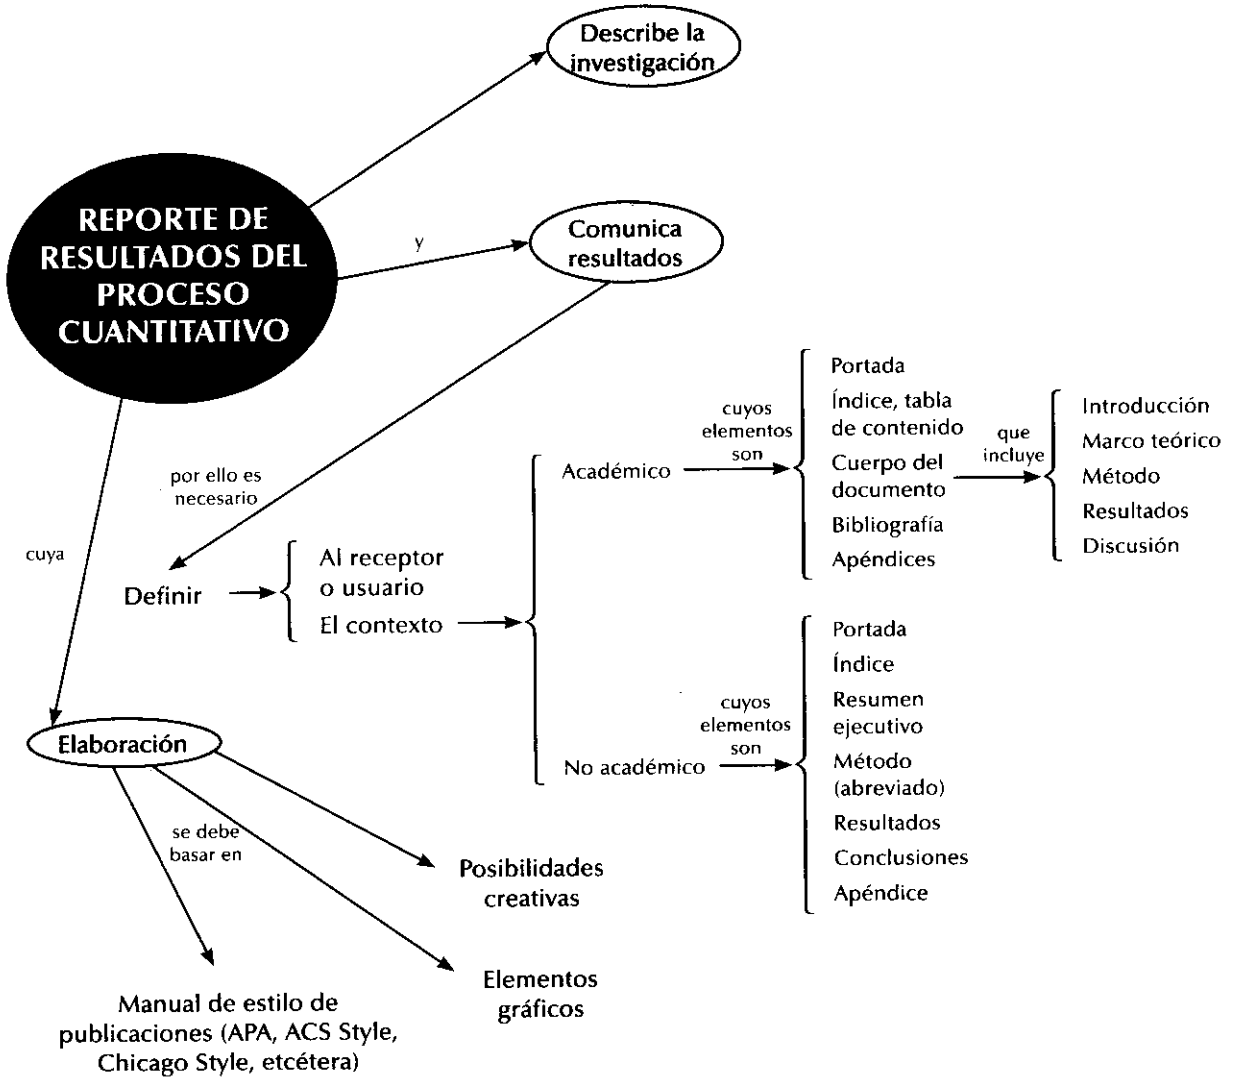 Describe la
investigación
REPORTE DE
RESULTADOS DEL
PROCESO
CUANTITATIVO
y
Comunica
resultados
por ello es
necesario
cuya
Definir
Al receptor
o usuario
El contexto
Académico
cuyos
elementos
son
Portada
Índice, tabla
de contenido
Cuerpo del
documento
Bibliografía
Apéndices
que
incluye
Introducción
Marco teórico
Método
Resultados
Discusión
No académico
cuyos
elementos
son
Portada
Índice
Resumen
ejecutivo
Método
(abreviado)
Resultados
Conclusiones
Apéndice
Elaboración
se debe
basar en
Posibilidades
creativas
Elementos
gráficos
Manual de estilo de
publicaciones (APA, ACS Style,
Chicago Style, etcétera)